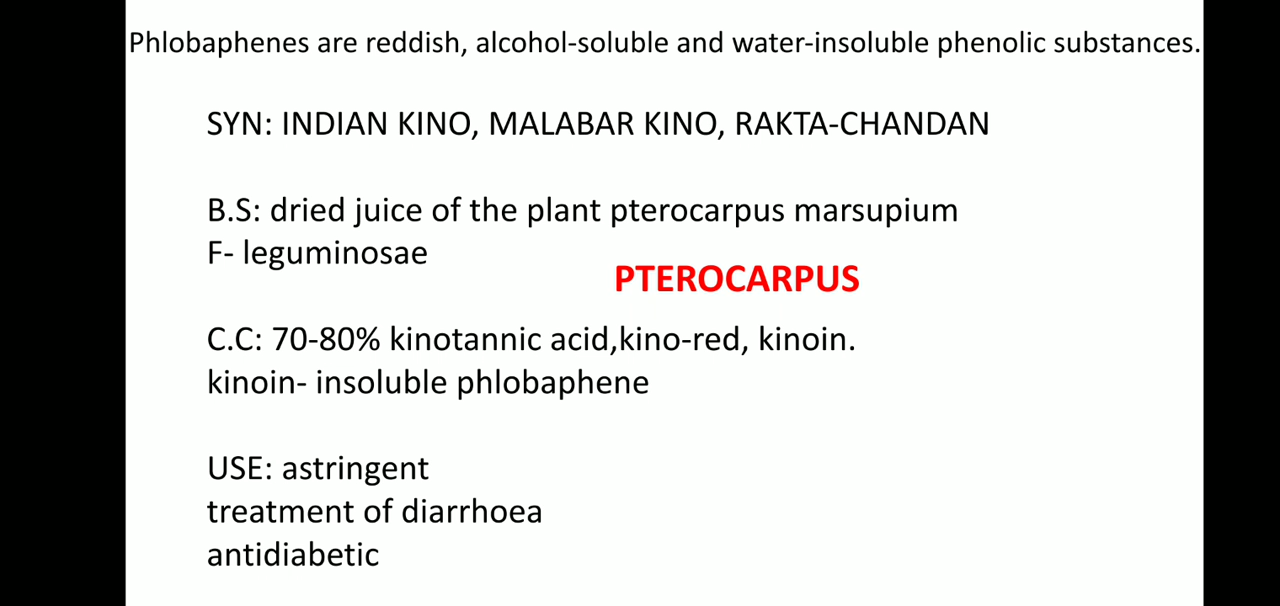 Phlobaphenes are reddish, alcohol-soluble and water-insoluble phenolic substances.
SYN: INDIAN KINO, MALABAR KINO, RAKTA-CHANDAN
B.S: dried juice of the plant pterocarpus marsupium
F- leguminosae
PTEROCARPUS
C.C: 70-80% kinotannic acid,kino-red, kinoin.
kinoin- insoluble phlobaphene
USE: astringent
treatment of diarrhoea
antidiabetic